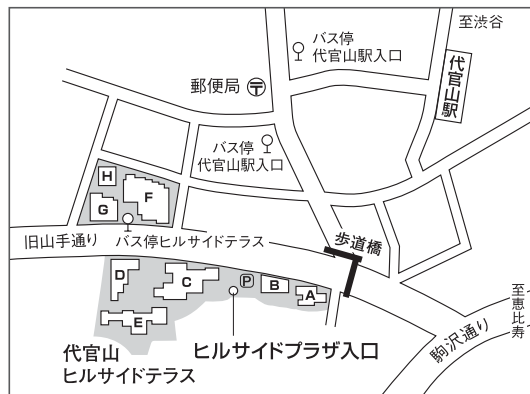 至渋谷
バス停
代官山駅入口
代官山駅
郵便局
バス停
代官山駅入口
H
F
G
旧山手通り
バス停ヒルサイドテラス
歩道橋
D
C
P
B
A
E
至恵比寿
駒沢通り
代官山
ヒルサイドテラス
ヒルサイドプラザ入口